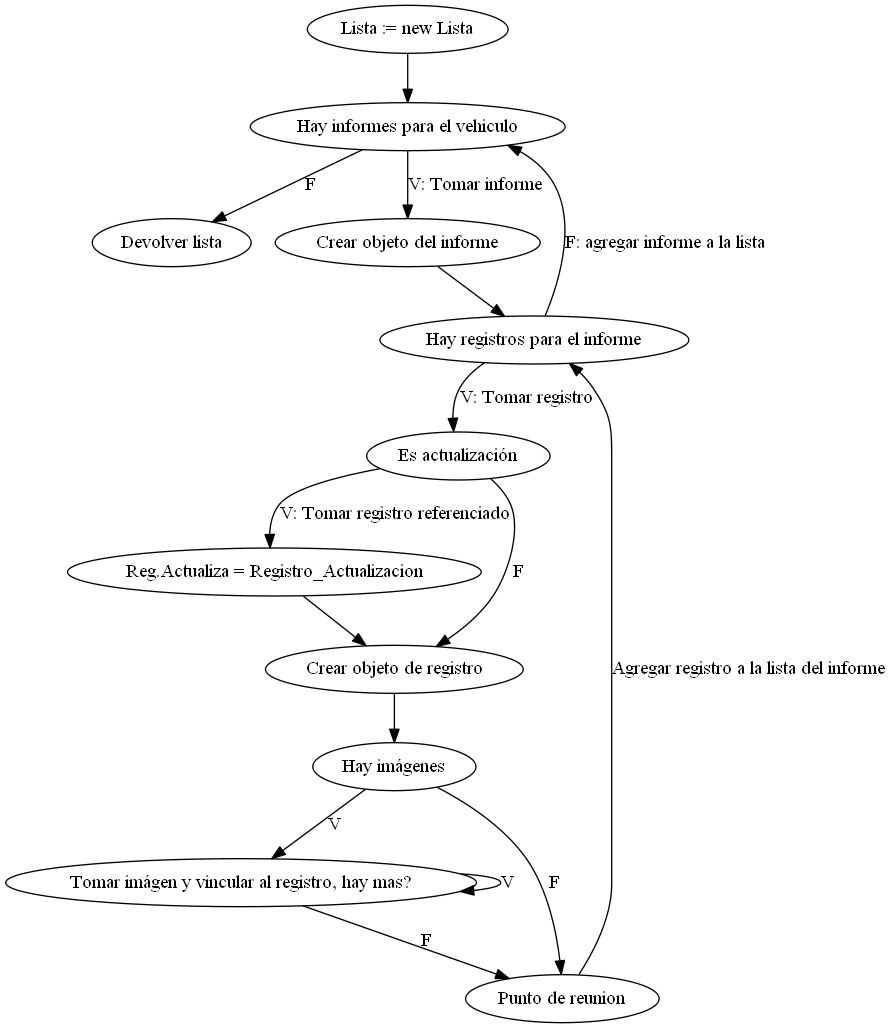 Lista := new Lista
Hay informes para el vehiculo
F
V: Tomar informe
Devolver lista
Crear objeto del informe
F: agregar informe a la lista
Hay registros para el informe
V: Tomar registro
Es actualización
V: Tomar registro referenciado
Reg.Actualiza = Registro_Actualizacion
F
Crear objeto de registro
Agregar registro a la lista del informe
Hay imágenes
V
Tomar imágen y vincular al registro, hay mas?
V
F
F
Punto de reunion